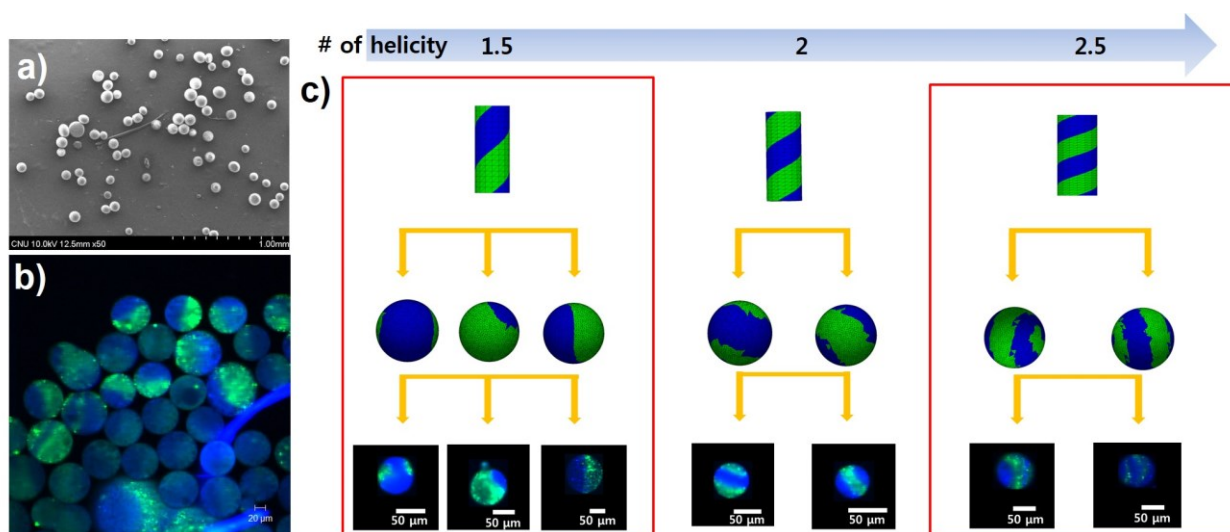 # of helicity 1.5 2 2.5
a)
CNU 10.0kV 12.5mm x50 1.00mm
b)
20 µm
c)
50 µm 50 µm 50 µm 50 µm 50 µm 50 µm 50 µm